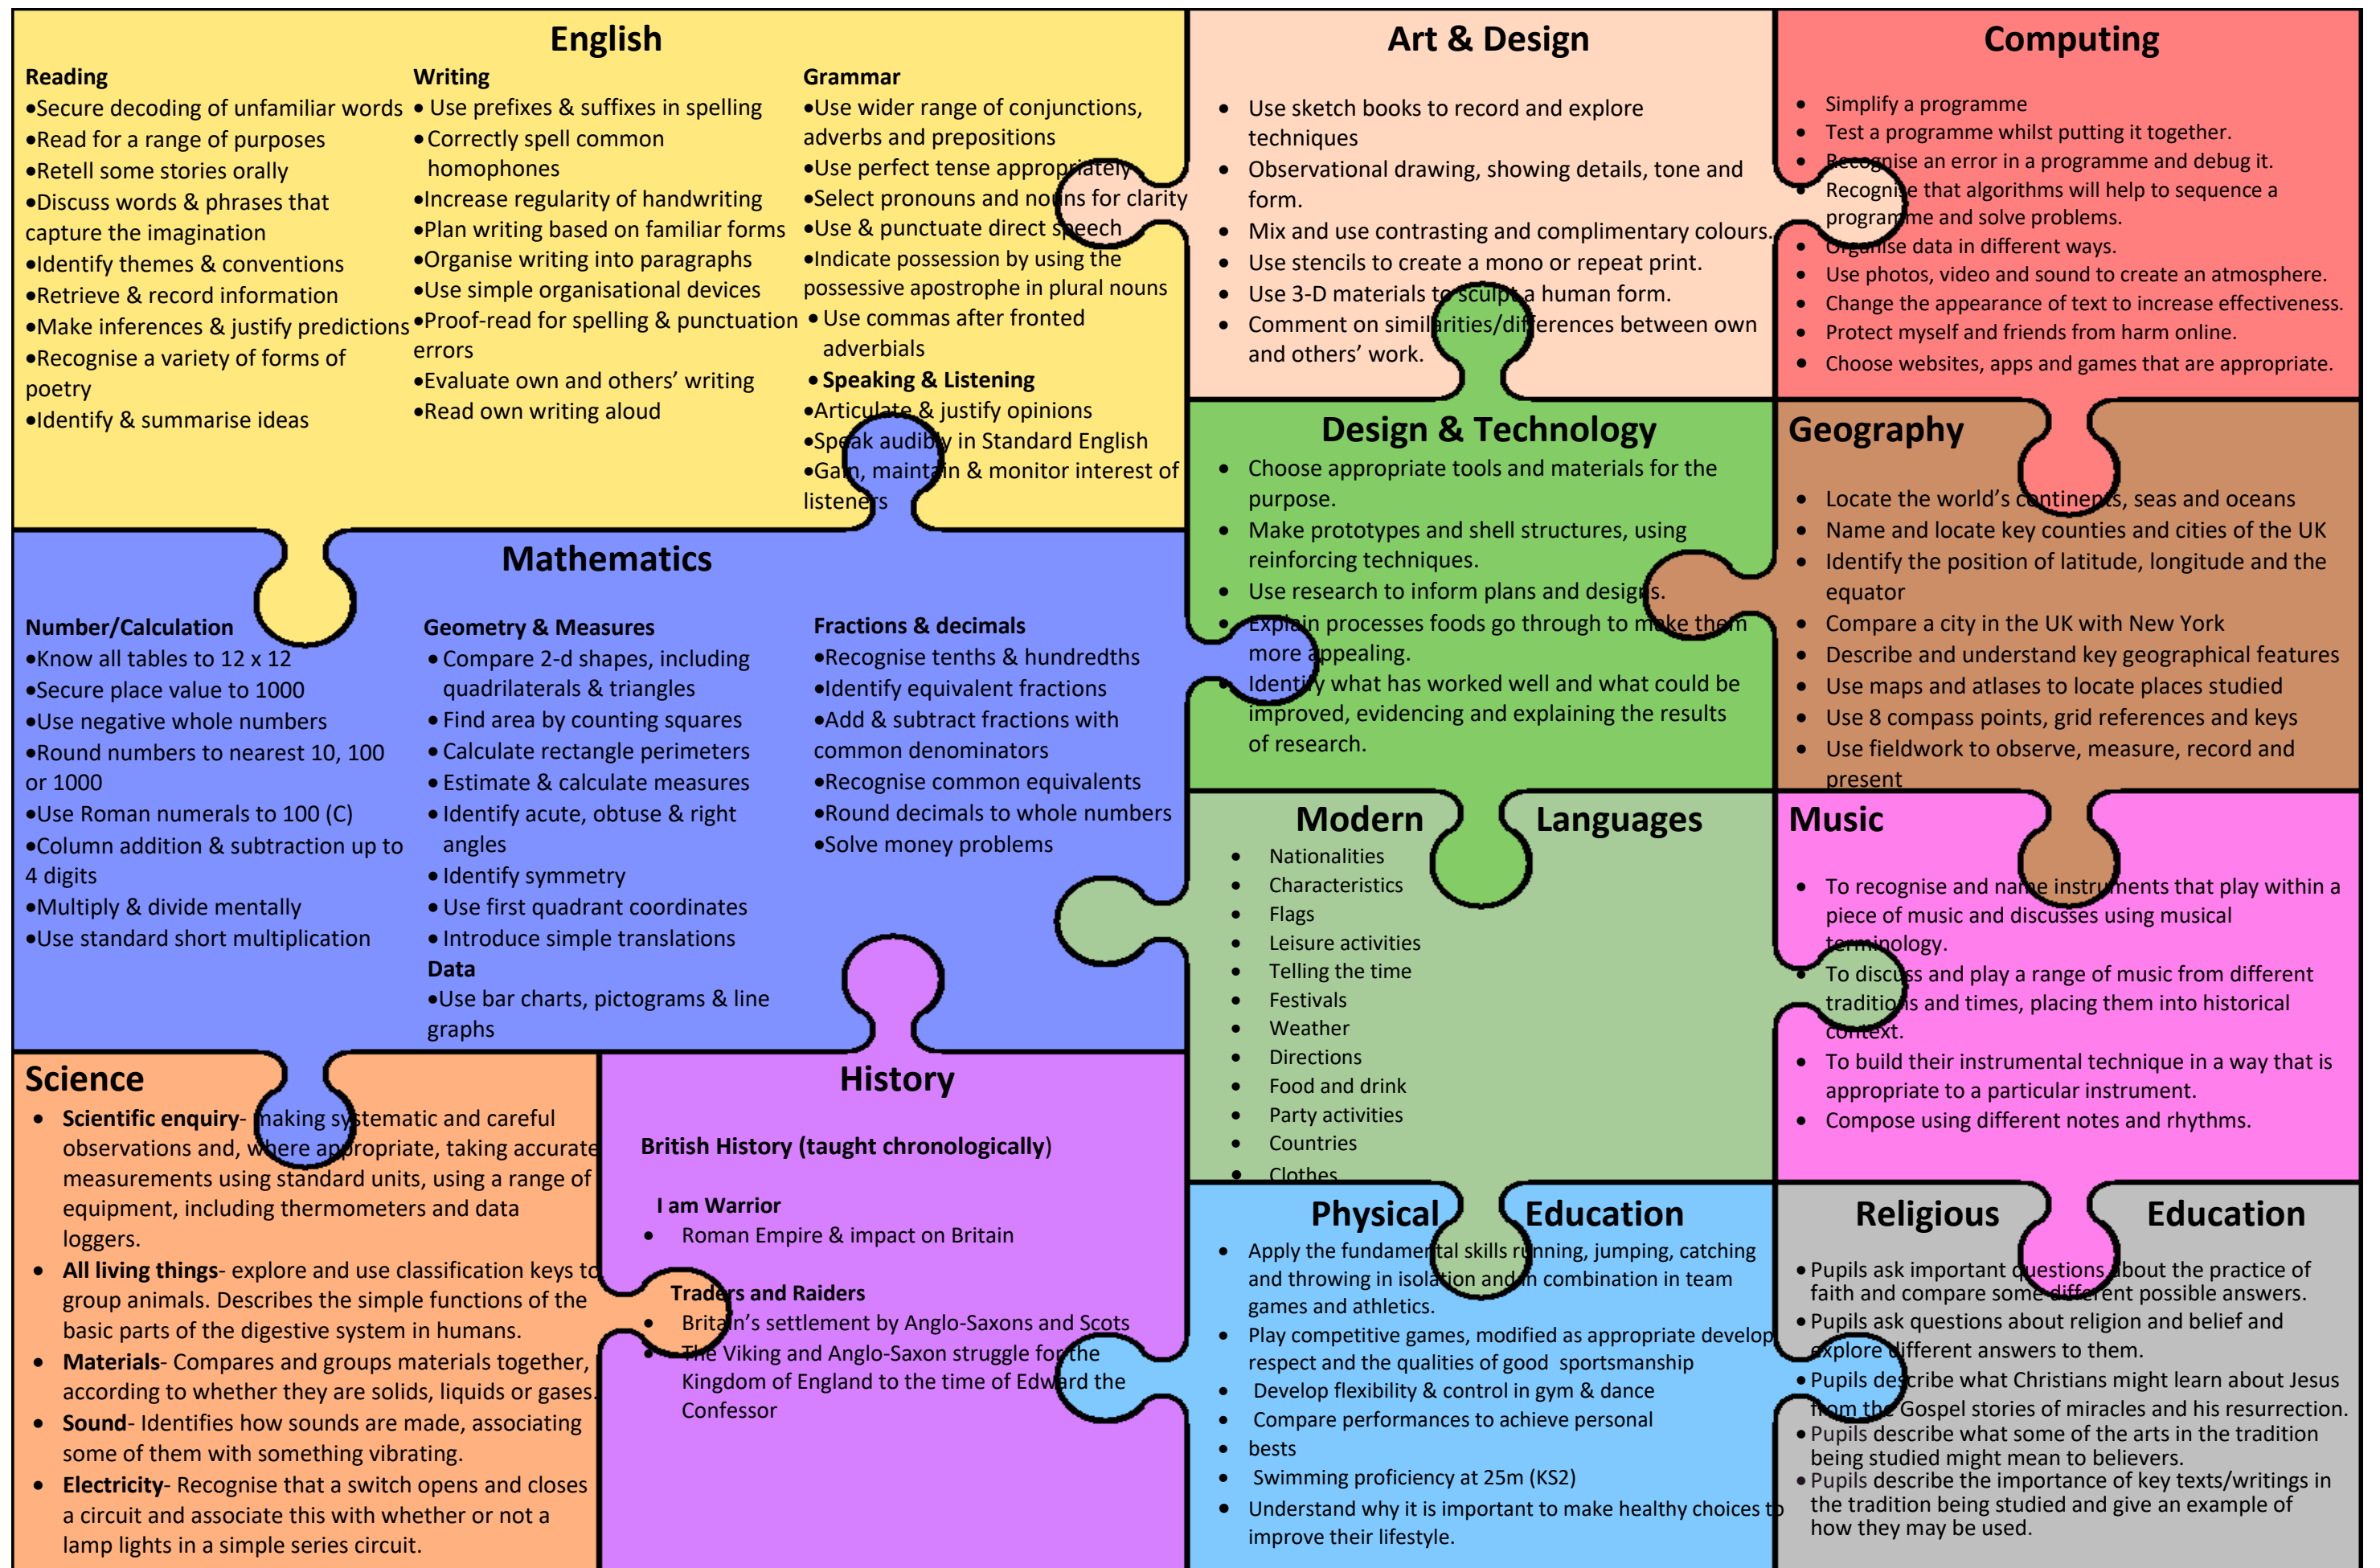 English
Reading
•Secure decoding of unfamiliar words
•Read for a range of purposes
•Retell some stories orally
•Discuss words & phrases that
capture the imagination
•Identify themes & conventions
•Retrieve & record information
•Make inferences & justify predictions
•Recognise a variety of forms of
poetry
•Identify & summarise ideas
Writing
• Use prefixes & suffixes in spelling
•Correctly spell common
homophones
•Increase regularity of handwriting
•Plan writing based on familiar forms
•Organise writing into paragraphs
•Use simple organisational devices
•Proof-read for spelling & punctuation
errors
•Evaluate own and others’ writing
•Read own writing aloud
Grammar
•Use wider range of conjunctions,
adverbs and prepositions
•Use perfect tense appropriately
•Select pronouns and nouns for clarity
•Use & punctuate direct speech
•Indicate possession by using the
possessive apostrophe in plural nouns
•Use commas after fronted
adverbials
•Speaking & Listening
•Articulate & justify opinions
•Speak audibly in Standard English
•Gain, maintain & monitor interest of
listeners
Art & Design
• Use sketch books to record and explore
techniques
• Observational drawing, showing details, tone and
form.
• Mix and use contrasting and complimentary colours.
• Use stencils to create a mono or repeat print.
• Use 3-D materials to sculpt a human form.
• Comment on similarities/differences between own
and others’ work.
Computing
• Simplify a programme
• Test a programme whilst putting it together.
• Recognise an error in a programme and debug it.
• Recognise that algorithms will help to sequence a
programme and solve problems.
• Organise data in different ways.
• Use photos, video and sound to create an atmosphere.
• Change the appearance of text to increase effectiveness.
• Protect myself and friends from harm online.
• Choose websites, apps and games that are appropriate.
Mathematics
Number/Calculation
•Know all tables to 12 x 12
•Secure place value to 1000
•Use negative whole numbers
•Round numbers to nearest 10, 100
or 1000
•Use Roman numerals to 100 (C)
•Column addition & subtraction up to
4 digits
•Multiply & divide mentally
•Use standard short multiplication
Geometry & Measures
•Compare 2-d shapes, including
quadrilaterals & triangles
•Find area by counting squares
•Calculate rectangle perimeters
•Estimate & calculate measures
•Identify acute, obtuse & right
angles
•Identify symmetry
•Use first quadrant coordinates
•Introduce simple translations
Data
•Use bar charts, pictograms & line
graphs
Fractions & decimals
•Recognise tenths & hundredths
•Identify equivalent fractions
•Add & subtract fractions with
common denominators
•Recognise common equivalents
•Round decimals to whole numbers
•Solve money problems
Design & Technology
• Choose appropriate tools and materials for the
purpose.
• Make prototypes and shell structures, using
reinforcing techniques.
• Use research to inform plans and designs.
• Explain processes foods go through to make them
more appealing.
• Identify what has worked well and what could be
improved, evidencing and explaining the results
of research.
Geography
• Locate the world’s continents, seas and oceans
• Name and locate key counties and cities of the UK
• Identify the position of latitude, longitude and the
equator
• Compare a city in the UK with New York
• Describe and understand key geographical features
• Use maps and atlases to locate places studied
• Use 8 compass points, grid references and keys
• Use fieldwork to observe, measure, record and
present
Modern Languages
• Nationalities
• Characteristics
• Flags
• Leisure activities
• Telling the time
• Festivals
• Weather
• Directions
• Food and drink
• Party activities
• Countries
• Clothes
Music
• To recognise and name instruments that play within a
piece of music and discusses using musical
terminology.
• To discuss and play a range of music from different
traditions and times, placing them into historical
context.
• To build their instrumental technique in a way that is
appropriate to a particular instrument.
• Compose using different notes and rhythms.
Science
• Scientific enquiry- making systematic and careful
observations and, where appropriate, taking accurate
measurements using standard units, using a range of
equipment, including thermometers and data
loggers.
• All living things- explore and use classification keys to
group animals. Describes the simple functions of the
basic parts of the digestive system in humans.
• Materials- Compares and groups materials together,
according to whether they are solids, liquids or gases.
• Sound- Identifies how sounds are made, associating
some of them with something vibrating.
• Electricity- Recognise that a switch opens and closes
a circuit and associate this with whether or not a
lamp lights in a simple series circuit.
History
British History (taught chronologically)
I am Warrior
• Roman Empire & impact on Britain
Traders and Raiders
• Britain’s settlement by Anglo-Saxons and Scots
• The Viking and Anglo-Saxon struggle for the
Kingdom of England to the time of Edward the
Confessor
Physical Education
• Apply the fundamental skills running, jumping, catching
and throwing in isolation and in combination in team
games and athletics.
• Play competitive games, modified as appropriate develop
respect and the qualities of good sportsmanship
• Develop flexibility & control in gym & dance
• Compare performances to achieve personal
• bests
• Swimming proficiency at 25m (KS2)
• Understand why it is important to make healthy choices to
improve their lifestyle.
Religious Education
•Pupils ask important questions about the practice of
faith and compare some different possible answers.
•Pupils ask questions about religion and belief and
explore different answers to them.
•Pupils describe what Christians might learn about Jesus
from the Gospel stories of miracles and his resurrection.
•Pupils describe what some of the arts in the tradition
being studied might mean to believers.
•Pupils describe the importance of key texts/writings in
the tradition being studied and give an example of
how they may be used.